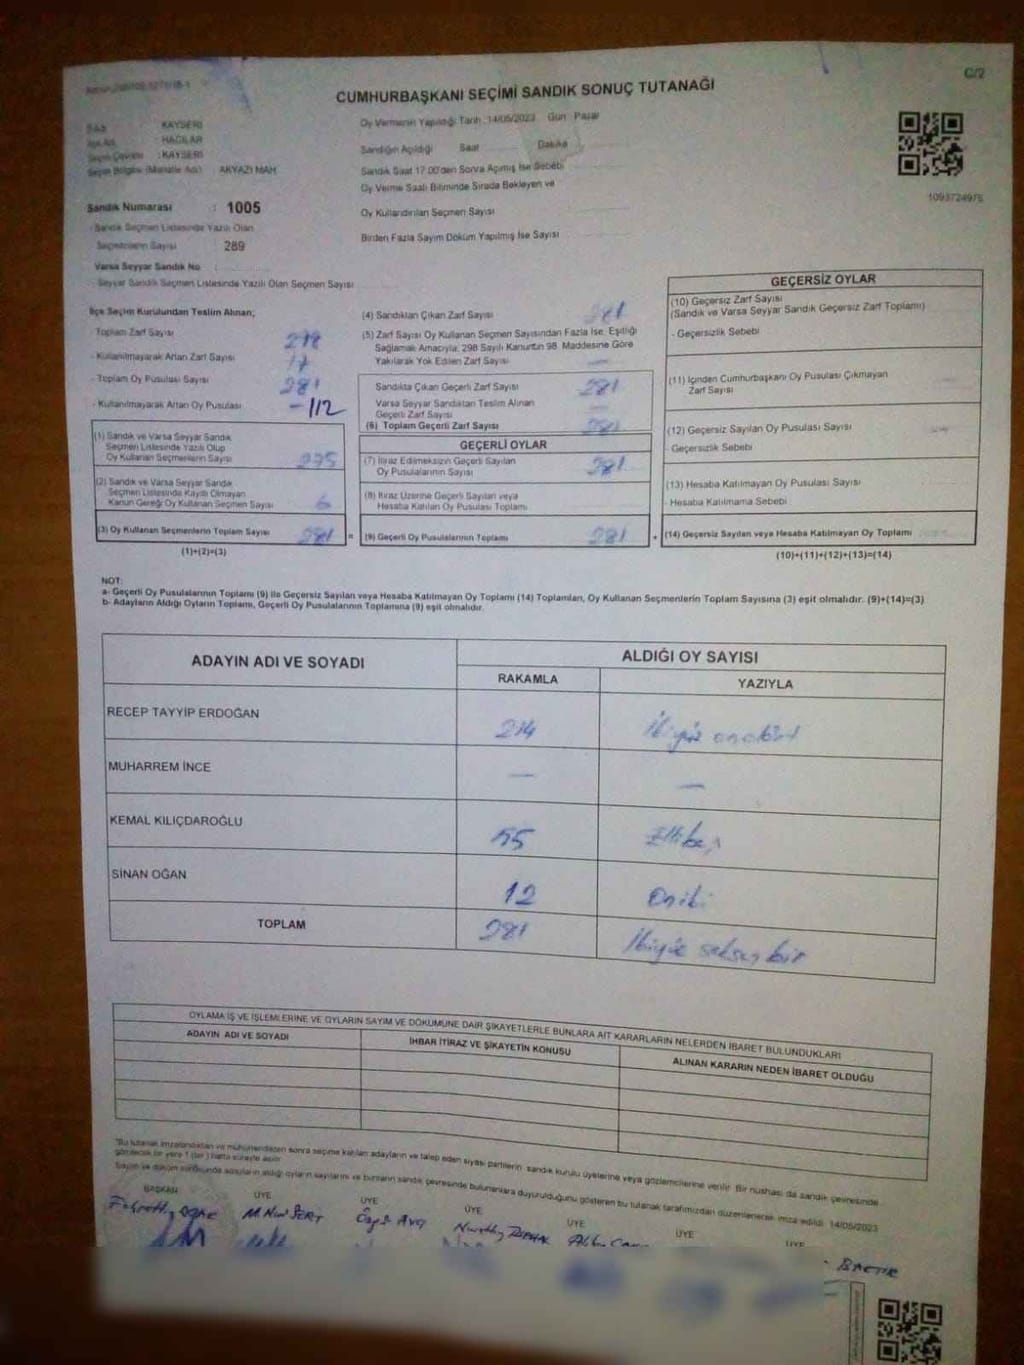 C/2
CUMHURBAŞKANI SEÇİMİ SANDIK SONUÇ TUTANAĞI
KAYSERİ
HACILAR
Seçim Çevresi : KAYSERİ
Seçim Bölgesi (Mahalle Adı) : AKYAZI MAH.
Sandık Numarası : 1005
- Sandık Seçmen Listesinde Yazılı Olan
Seçmenlerin Sayısı 289
Varsa Seyyar Sandık No :
- Seyyar Sandık Seçmen Listesinde Yazılı Olan Seçmen Sayısı
Oy Vermenin Yapıldığı Tarih :14/05/2023 Gün : Pazar
Sandığın Açıldığı Saat Dakika
Sandık Saat 17.00'den Sonra Açılmış İse Sebebi
Oy Verme Saati Bitiminde Sırada Bekleyen ve
Oy Kullandırılan Seçmen Sayısı
Birden Fazla Sayım Döküm Yapılmış İse Sayısı
1093724976
İlçe Seçim Kurulundan Teslim Alınan;
- Toplam Zarf Sayısı
- Kullanılmayarak Artan Zarf Sayısı 17
- Toplam Oy Pusulası Sayısı
- Kullanılmayarak Artan Oy Pusulası - 112
(1) Sandık ve Varsa Seyyar Sandık
Seçmen Listesinde Yazılı Olup
Oy Kullanan Seçmenlerin Sayısı 275
(2) Sandık ve Varsa Seyyar Sandık
Seçmen Listesinde Kayıtlı Olmayan
Kanun Gereği Oy Kullanan Seçmen Sayısı 6
(3) Oy Kullanan Seçmenlerin Toplam Sayısı 281 =
(1)+(2)=(3)
(4) Sandıktan Çıkan Zarf Sayısı 281
(5) Zarf Sayısı Oy Kullanan Seçmen Sayısından Fazla İse, Eşitliği
Sağlamak Amacıyla; 298 Sayılı Kanun'un 98. Maddesine Göre
Yakılarak Yok Edilen Zarf Sayısı —
Sandıkta Çıkan Geçerli Zarf Sayısı 281
Varsa Seyyar Sandıktan Teslim Alınan
Geçerli Zarf Sayısı —
(6) Toplam Geçerli Zarf Sayısı 281
GEÇERLİ OYLAR
(7) İtiraz Edilmeksizin Geçerli Sayılan
Oy Pusulalarının Sayısı 281
(8) İtiraz Üzerine Geçerli Sayılan veya
Hesaba Katılan Oy Pusulası Toplamı
(9) Geçerli Oy Pusulalarının Toplamı 281 +
GEÇERSİZ OYLAR
(10) Geçersiz Zarf Sayısı
(Sandık ve Varsa Seyyar Sandık Geçersiz Zarf Toplamı)
- Geçersizlik Sebebi
(11) İçinden Cumhurbaşkanı Oy Pusulası Çıkmayan
Zarf Sayısı
(12) Geçersiz Sayılan Oy Pusulası Sayısı
- Geçersizlik Sebebi
(13) Hesaba Katılmayan Oy Pusulası Sayısı
- Hesaba Katılmama Sebebi
(14) Geçersiz Sayılan veya Hesaba Katılmayan Oy Toplamı
(10)+(11)+(12)+(13)=(14)
NOT:
a- Geçerli Oy Pusulalarının Toplamı (9) ile Geçersiz Sayılan veya Hesaba Katılmayan Oy Toplamı (14) Toplamları, Oy Kullanan Seçmenlerin Toplam Sayısına (3) eşit olmalıdır. (9)+(14)=(3)
b- Adayların Aldığı Oyların Toplamı, Geçerli Oy Pusulalarının Toplamına (9) eşit olmalıdır.
ADAYIN ADI VE SOYADI ALDIĞI OY SAYISI
RAKAMLA YAZIYLA
RECEP TAYYİP ERDOĞAN 214 İkiyüz ondört
MUHARREM İNCE — —
KEMAL KILIÇDAROĞLU 55 Ellibeş
SİNAN OĞAN 12 Oniki
TOPLAM 281 İkiyüz seksen bir
OYLAMA İŞ VE İŞLEMLERİNE VE OYLARIN SAYIM VE DÖKÜMÜNE DAİR ŞİKAYETLERLE BUNLARA AİT KARARLARIN NELERDEN İBARET BULUNDUKLARI
ADAYIN ADI VE SOYADI İHBAR İTİRAZ VE ŞİKAYETİN KONUSU ALINAN KARARIN NEDEN İBARET OLDUĞU
"Bu tutanak imzalandıktan ve mühürlendikten sonra seçime katılan adayların ve talep eden siyasi partilerin sandık kurulu üyelerine veya gözlemcilerine verilir. Bir nüshası da sandık çevresinde
görülecek bir yere 1 (bir) hafta süreyle asılır.
Sayım ve döküm sonucunda adayların aldığı oyların sayılarını ve bunların sandık çevresinde bulunanlara duyurulduğunu gösteren bu tutanak tarafımızdan düzenlenerek imza edildi. 14/05/2023
BAŞKAN ÜYE ÜYE ÜYE ÜYE ÜYE ÜYE
M. Nuri SERT